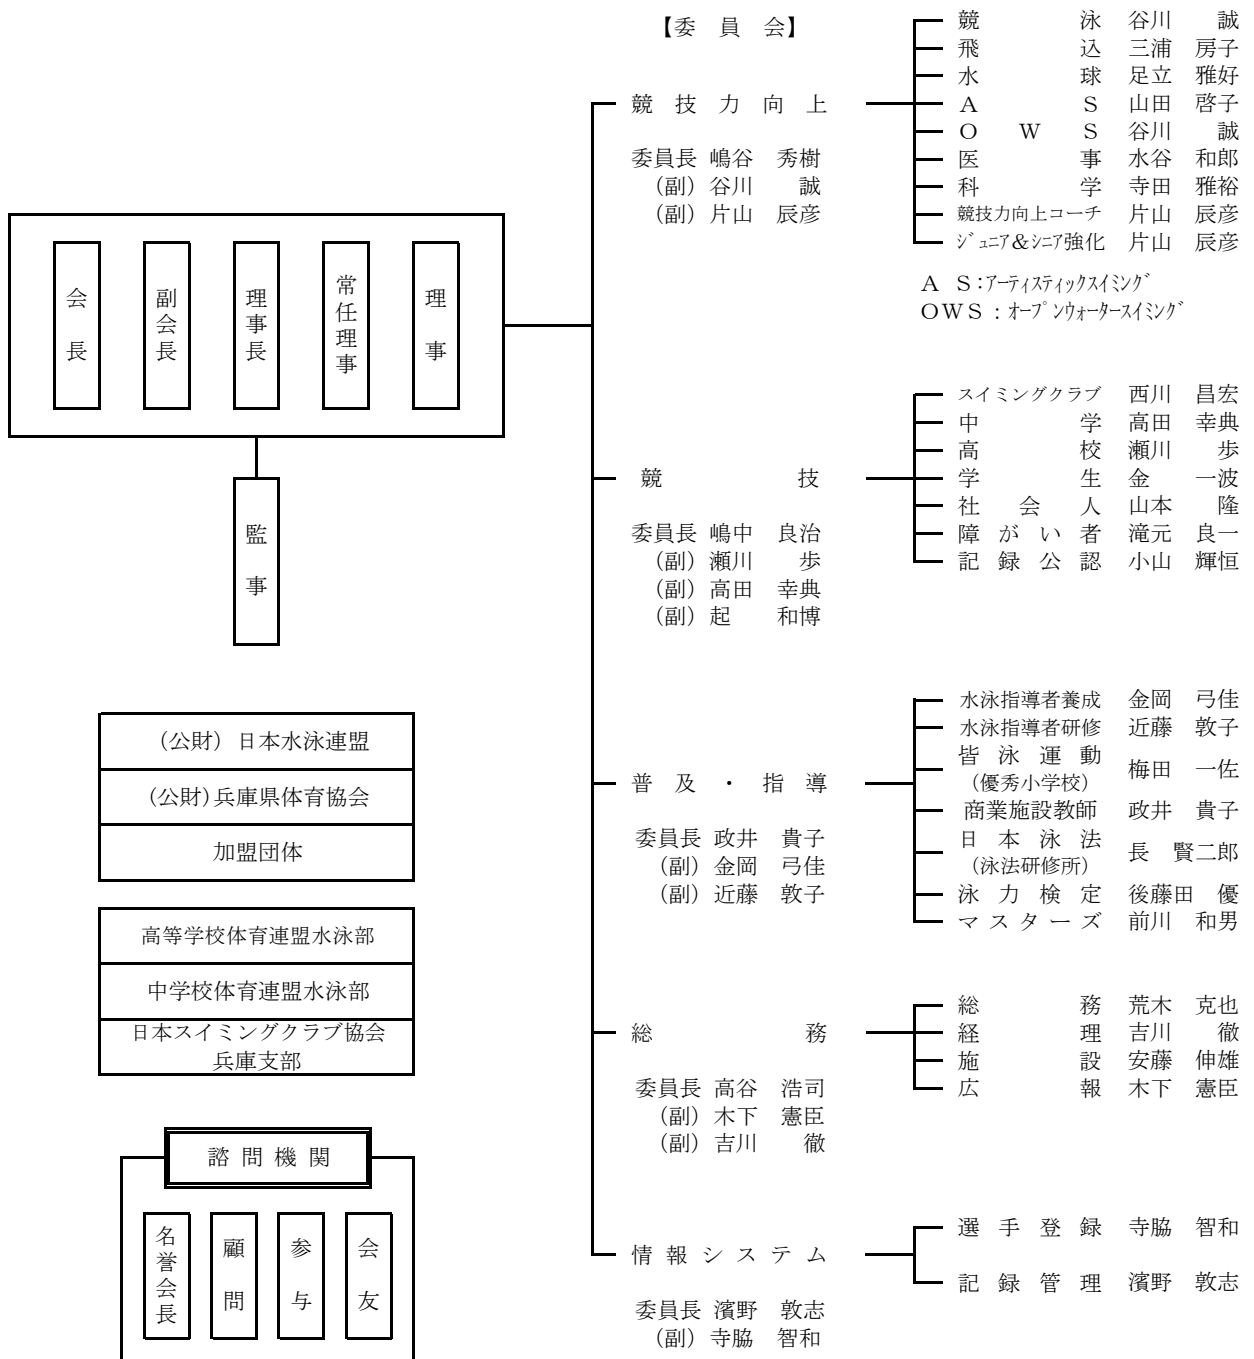 会長
副会長
理事長
常任理事
理事
監事
(公財) 日本水泳連盟
(公財)兵庫県体育協会
加盟団体
高等学校体育連盟水泳部
中学校体育連盟水泳部
日本スイミングクラブ協会
兵庫支部
諮問機関
名誉会長
顧問
参与
会友
【委員会】
競技力向上
委員長 嶋谷 秀樹
(副) 谷川 誠
(副) 片山 辰彦
競泳 谷川 誠
飛込 三浦 房子
水球 足立 雅好
AS 山田 啓子
OWS 谷川 誠
医事 水谷 和郎
科学 寺田 雅裕
競技力向上コーチ 片山 辰彦
ジュニア&シニア強化 片山 辰彦
A S:アーティスティックスイミング
OWS:オープンウォータースイミング
競技
委員長 嶋中 良治
(副) 瀬川 歩
(副) 高田 幸典
(副) 起 和博
スイミングクラブ 西川 昌宏
中学 高田 幸典
高校 瀬川 歩
学生 金 一波
社会人 山本 隆
障がい者 滝元 良一
記録公認 小山 輝恒
普及・指導
委員長 政井 貴子
(副) 金岡 弓佳
(副) 近藤 敦子
水泳指導者養成 金岡 弓佳
水泳指導者研修 近藤 敦子
皆泳運動
(優秀小学校) 梅田 一佐
商業施設教師 政井 貴子
日本泳法
(泳法研修所) 長 賢二郎
泳力検定 後藤田 優
マスターズ 前川 和男
総務
委員長 高谷 浩司
(副) 木下 憲臣
(副) 吉川 徹
総務 荒木 克也
経理 吉川 徹
施設 安藤 伸雄
広報 木下 憲臣
情報システム
委員長 濱野 敦志
(副) 寺脇 智和
選手登録 寺脇 智和
記録管理 濱野 敦志